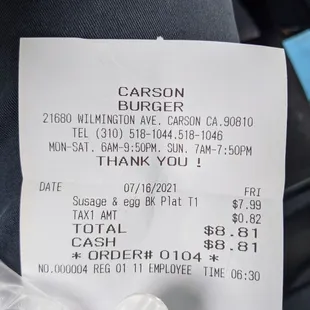 CARSON
BURGER
21680 WILMINGTON AVE. CARSON CA.90810
TEL (310) 518-1044.518-1046
MON-SAT. 6AM-9:50PM. SUN. 7AM-7:50PM
THANK YOU !
DATE 07/16/2021 FRI
Susage & egg BK Plat T1 $7.99
TAX1 AMT $0.82
TOTAL $8.81
CASH $8.81
* ORDER# 0104 *
NO.000004 REG 01 11 EMPLOYEE TIME 06:30